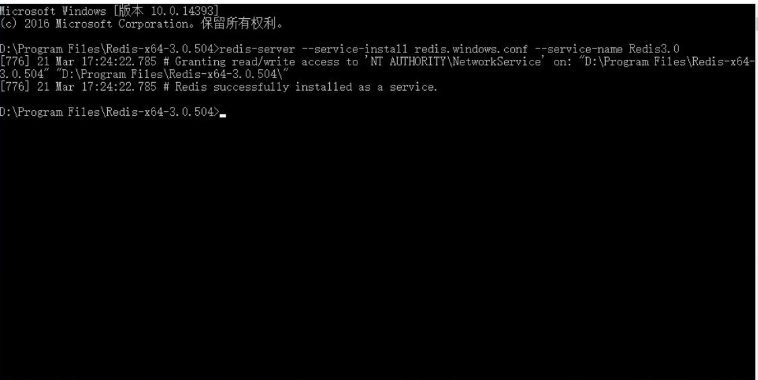 Microsoft Windows [版本 10.0.14393]
(c) 2016 Microsoft Corporation。保留所有权利。
D:\Program Files\Redis-x64-3.0.504>redis-server --service-install redis.windows.conf --service-name Redis3.0
[776] 21 Mar 17:24:22.785 # Granting read/write access to 'NT AUTHORITY\NetworkService' on: "D:\Program Files\Redis-x64-
3.0.504" "D:\Program Files\Redis-x64-3.0.504\"
[776] 21 Mar 17:24:22.785 # Redis successfully installed as a service.
D:\Program Files\Redis-x64-3.0.504>